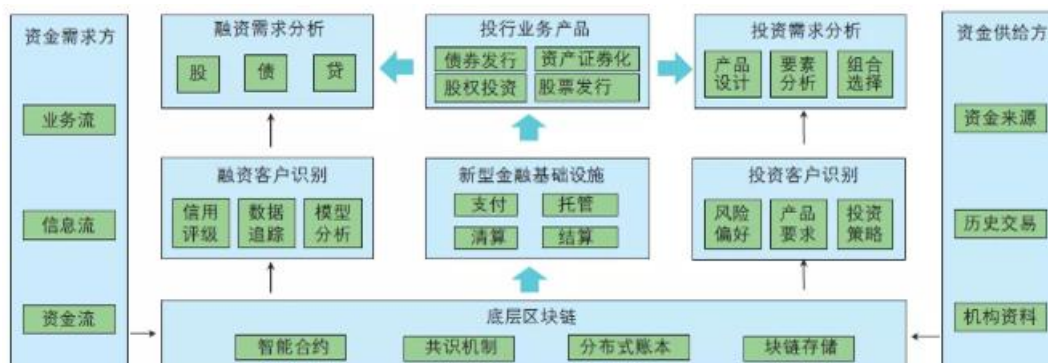 资金需求方
业务流
信息流
资金流
融资需求分析
股 债 贷
融资客户识别
信用评级 数据追踪 模型分析
投行业务产品
债券发行 资产证券化
股权投资 股票发行
新型金融基础设施
支付 托管
清算 结算
投资需求分析
产品设计 要素分析 组合选择
投资客户识别
风险偏好 产品要求 投资策略
底层区块链
智能合约 共识机制 分布式账本 块链存储
资金供给方
资金来源
历史交易
机构资料